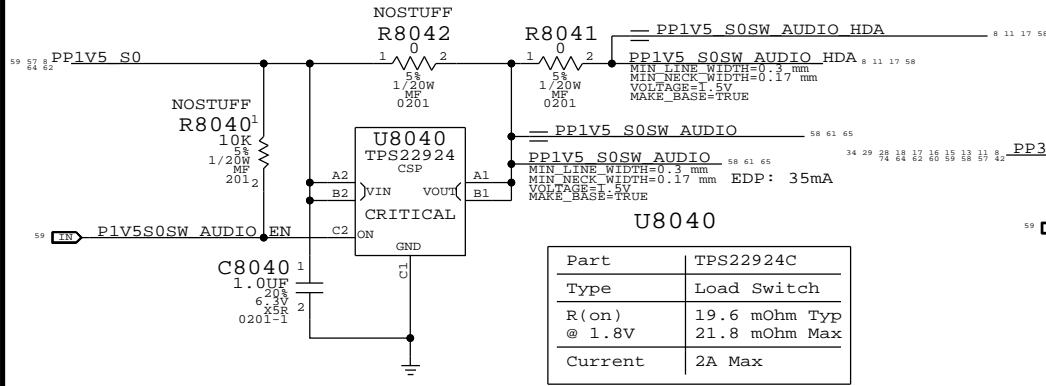 NOSTUFF
R8042
0
1 2
5%
1/20W
MF
0201
R8041
0
1 2
5%
1/20W
MF
0201
PP1V5_S0SW_AUDIO_HDA 8 11 17 58
59 57 8
64 62
PP1V5_S0
PP1V5_S0SW_AUDIO_HDA 8 11 17 58
MIN_LINE_WIDTH=0.3 mm
MIN_NECK_WIDTH=0.17 mm
VOLTAGE=1.5V
MAKE_BASE=TRUE
NOSTUFF
R8040
1
10K
5%
1/20W
MF
201
2
U8040
TPS22924
CSP
A2
B2
VIN
VOUT
A1
B1
CRITICAL
C2
ON
GND
C1
PP1V5_S0SW_AUDIO 58 61 65
PP1V5_S0SW_AUDIO 58 61 65
MIN_LINE_WIDTH=0.3 mm
MIN_NECK_WIDTH=0.17 mm
VOLTAGE=1.5V
MAKE_BASE=TRUE
EDP: 35mA
34 29 28 18 17 16 15 13 11 8
74 64 62 60 59 58 57 42
PP3
59 IN P1V5S0SW_AUDIO_EN
C8040
1
1.0UF
20%
6.3V
X5R
0201-1
2
U8040
Part TPS22924C
Type Load Switch
R(on) 19.6 mOhm Typ
@ 1.8V 21.8 mOhm Max
Current 2A Max
59